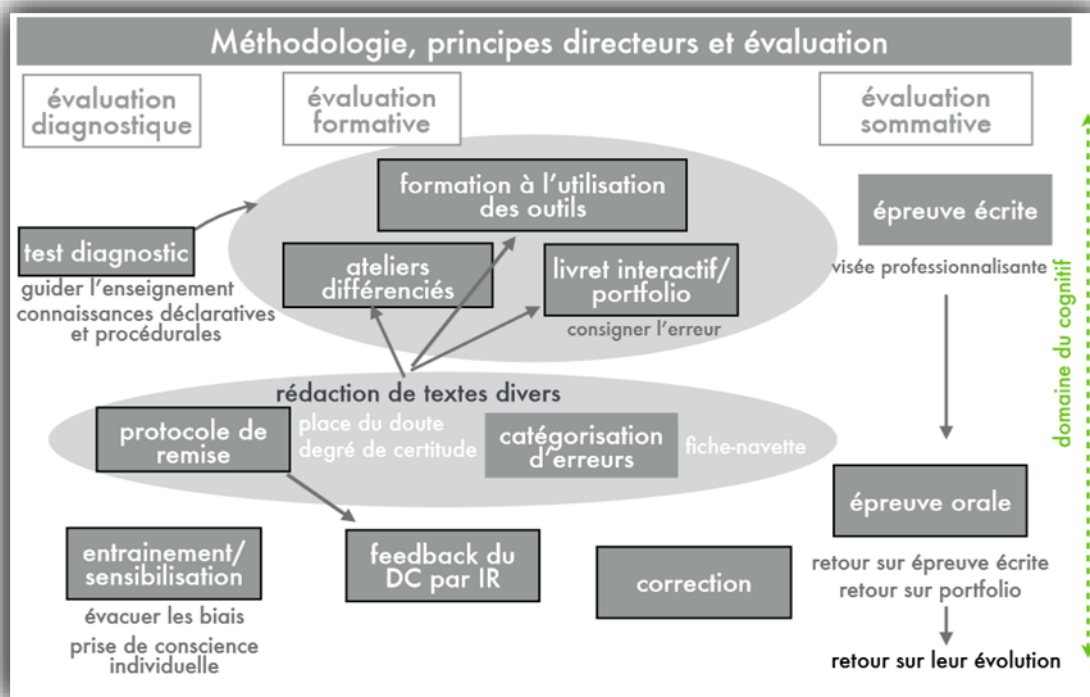 Méthodologie, principes directeurs et évaluation
évaluation
diagnostique
évaluation
formative
évaluation
sommative
formation à l'utilisation
des outils
épreuve écrite
visée professionnalisante
test diagnostic
guider l'enseignement
connaissances déclaratives
et procédurales
ateliers
différenciés
livret interactif/
portfolio
consigner l'erreur
rédaction de textes divers
protocole de
remise
place du doute
degré de certitude
catégorisation
d'erreurs
fiche-navette
épreuve orale
retour sur épreuve écrite
retour sur portfolio
retour sur leur évolution
entrainement/
sensibilisation
évacuer les biais
prise de conscience
individuelle
feedback du
DC par IR
correction
domaine du cognitif